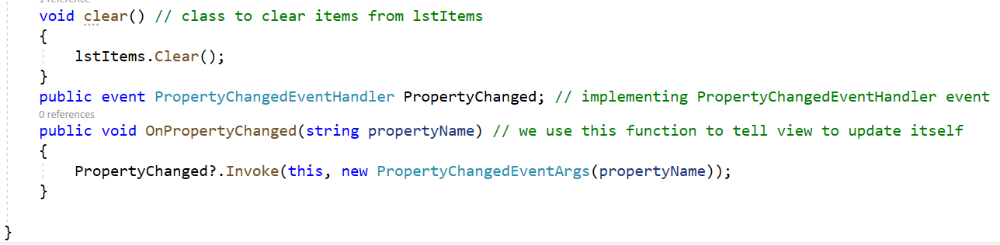 1 reference
void clear() // class to clear items from lstItems
{
lstItems.Clear();
}
public event PropertyChangedEventHandler PropertyChanged; // implementing PropertyChangedEventHandler event
0 references
public void OnPropertyChanged(string propertyName) // we use this function to tell view to update itself
{
PropertyChanged?.Invoke(this, new PropertyChangedEventArgs(propertyName));
}
}